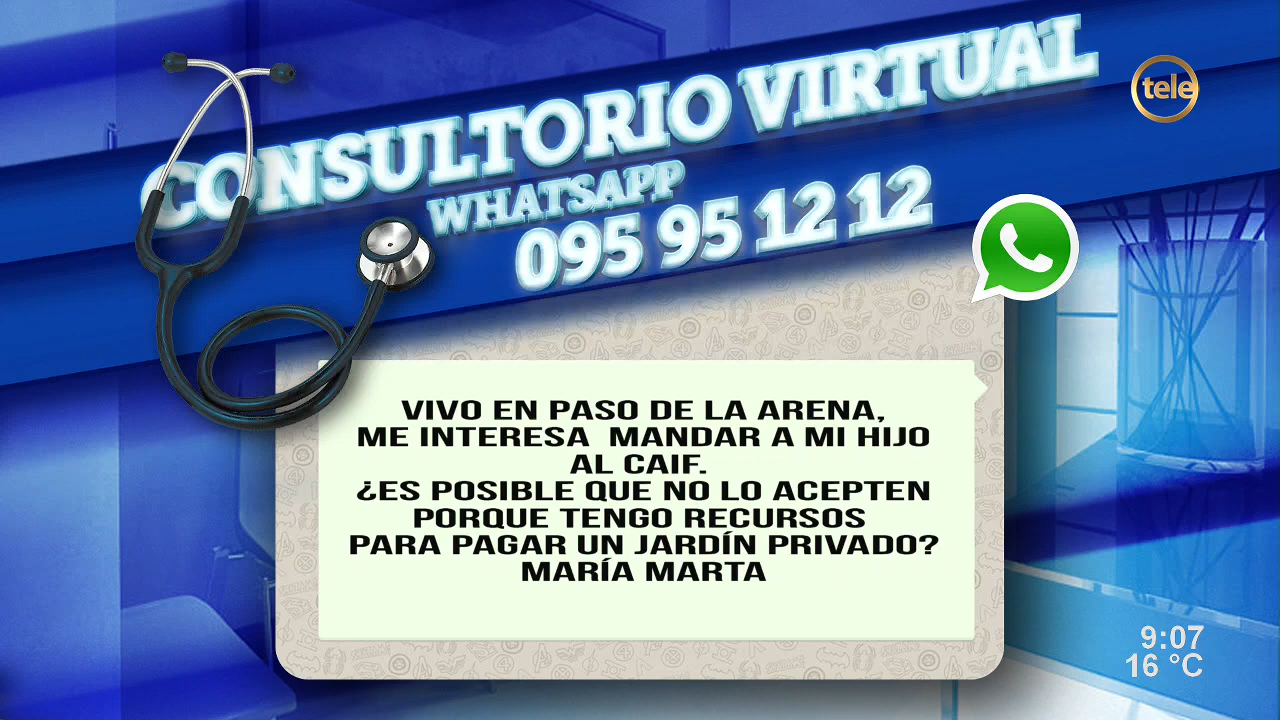 CONSULTORIO VIRTUAL
tele
WHATSAPP
095 95 12 12
VIVO EN PASO DE LA ARENA,
ME INTERESA MANDAR A MI HIJO
AL CAIF.
¿ES POSIBLE QUE NO LO ACEPTEN
PORQUE TENGO RECURSOS
PARA PAGAR UN JARDÍN PRIVADO?
MARÍA MARTA
9:07
16 °C